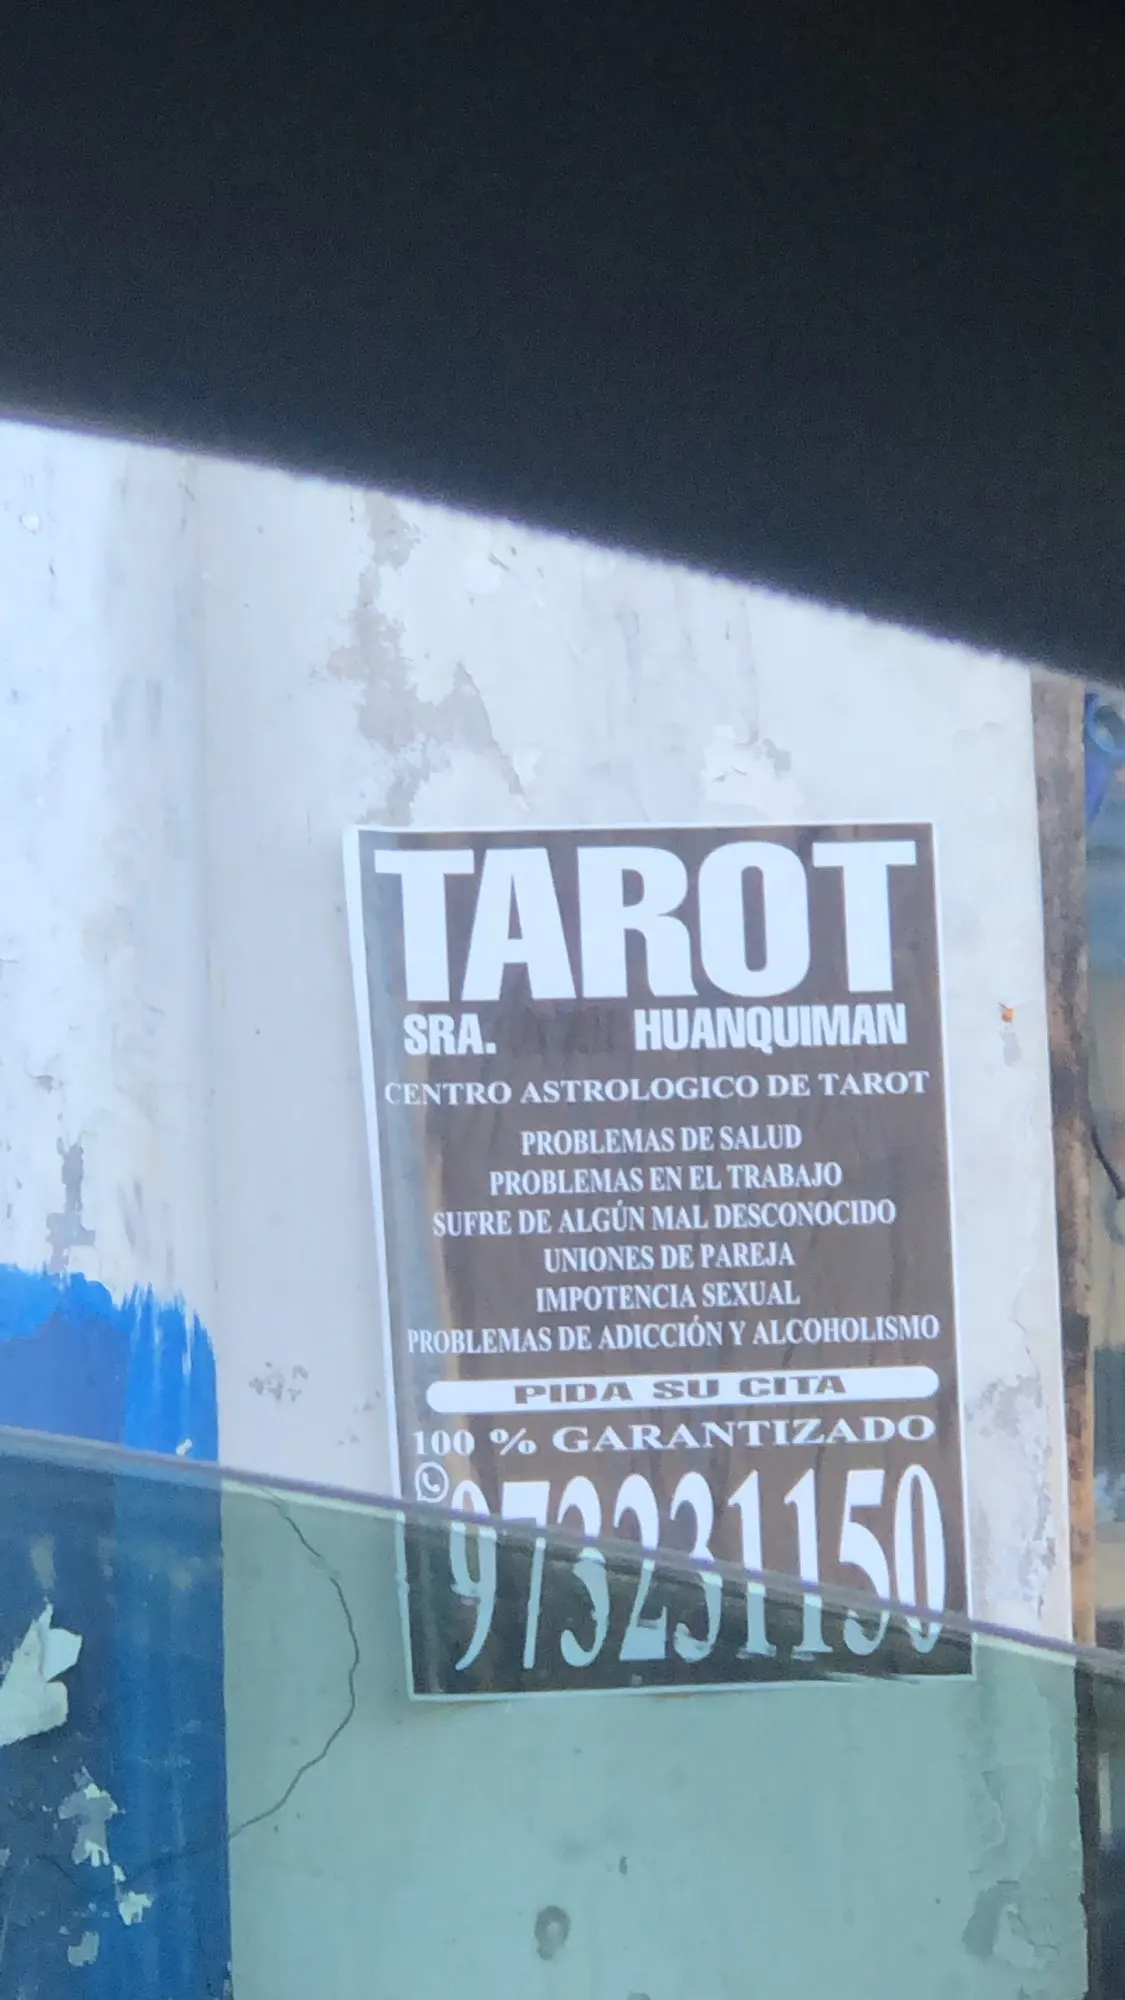 TAROT
SRA. HUANQUIMAN
CENTRO ASTROLOGICO DE TAROT
PROBLEMAS DE SALUD
PROBLEMAS EN EL TRABAJO
SUFRE DE ALGÚN MAL DESCONOCIDO
UNIONES DE PAREJA
IMPOTENCIA SEXUAL
PROBLEMAS DE ADICCIÓN Y ALCOHOLISMO
PIDA SU CITA
100 % GARANTIZADO
973231150